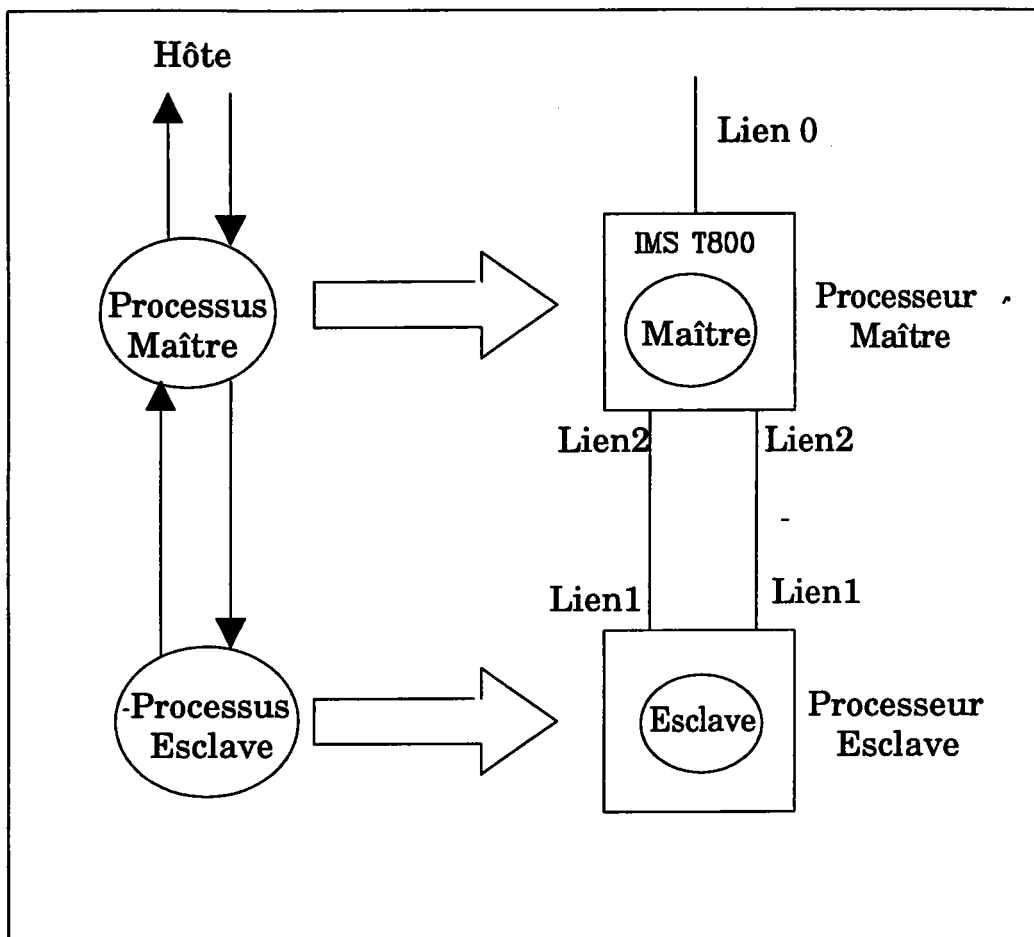 Hôte
Processus
Maître
-Processus
Esclave
Lien 0
IMS T800
Maître
Processeur
Maître
Lien2
Lien2
Lien1
Lien1
Esclave
Processeur
Esclave